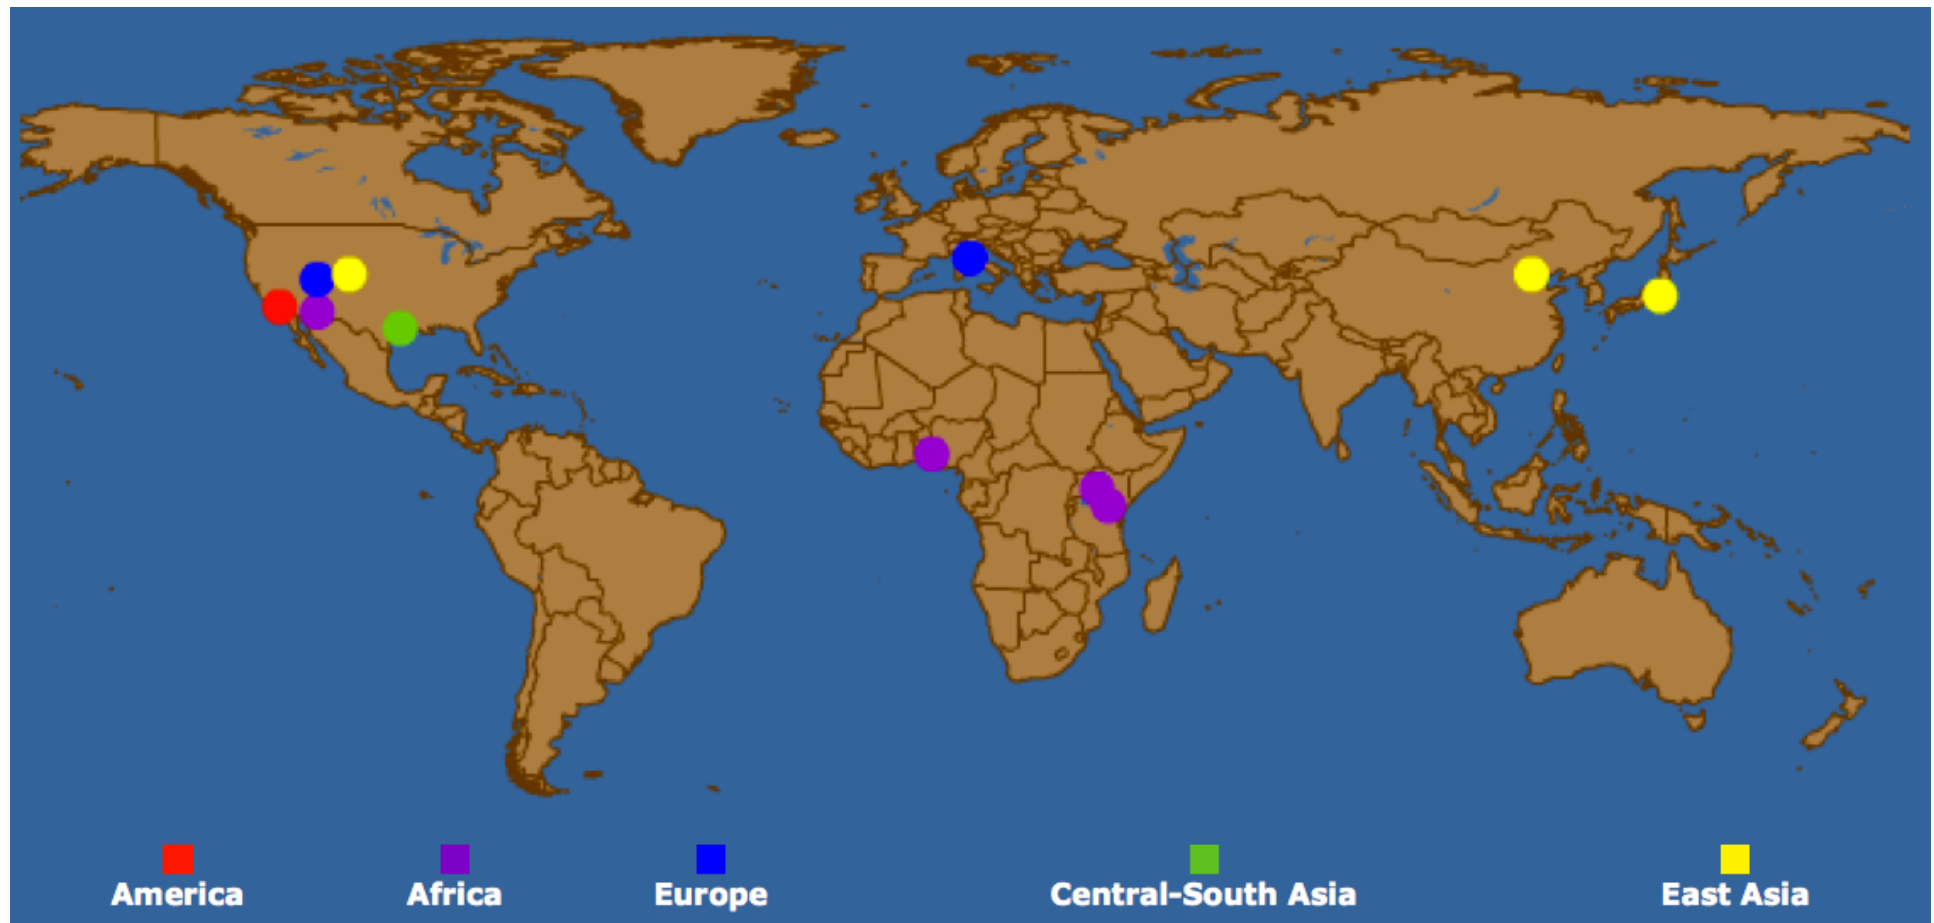 America
Africa
Europe
Central-South Asia
East Asia